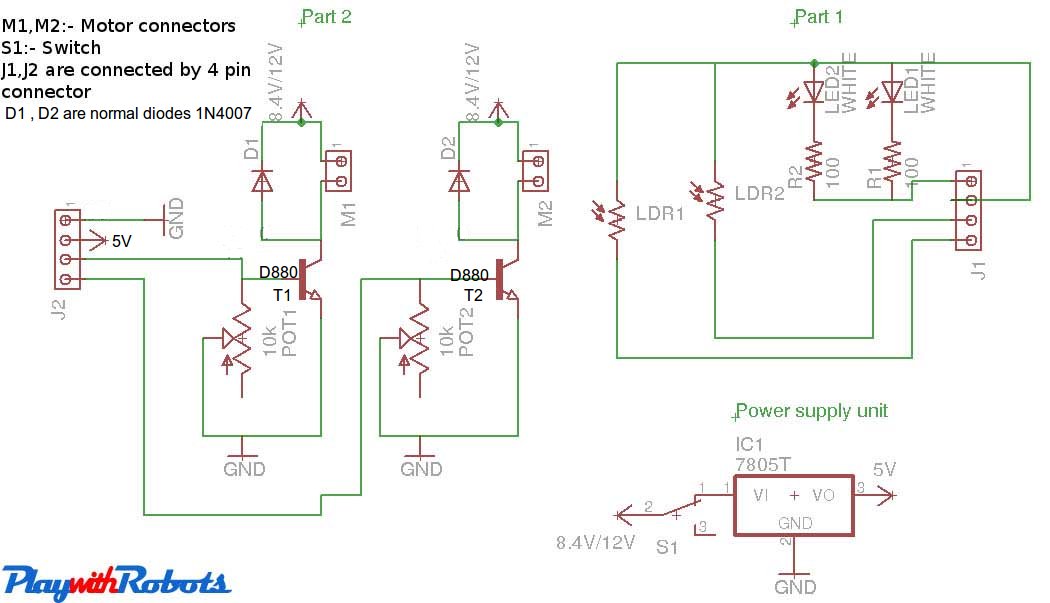 M1,M2:- Motor connectors
S1:- Switch
J1,J2 are connected by 4 pin
connector
D1 , D2 are normal diodes 1N4007
Part 2
8.4V/12V
8.4V/12V
D1
D2
1
1
M1
M2
1
GND
5V
J2
D880
T1
D880
T2
10k
POT1
10k
POT2
GND
GND
Part 1
LED2
WHITE
LED1
WHITE
R2
100
R1
100
LDR1
LDR2
1
J1
Power supply unit
IC1
7805T
5V
1
1
VI
VO
3
2
3
GND
2
8.4V/12V
S1
GND
PlaywithRobots